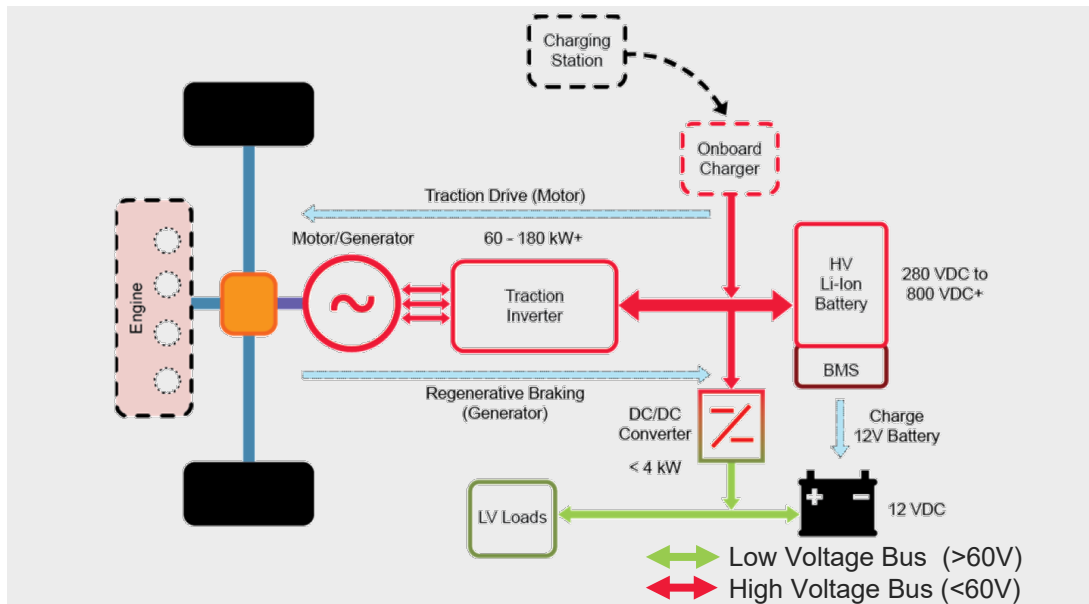 Charging
Station
Onboard
Charger
Traction Drive (Motor)
Motor/Generator
60 - 180 kW+
Engine
~
Traction
Inverter
HV
Li-Ion
Battery
280 VDC to
800 VDC+
BMS
Regenerative Braking
(Generator)
DC/DC
Converter
< 4 kW
Charge
12V Battery
LV Loads
+ −
12 VDC
Low Voltage Bus (>60V)
High Voltage Bus (<60V)